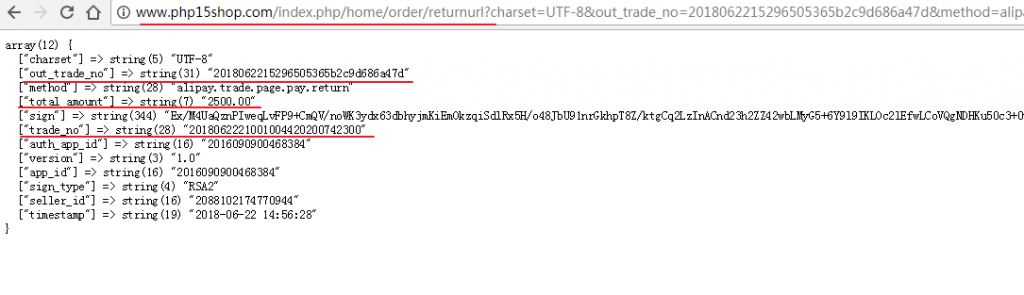 www.php15shop.com/index.php/home/order/returnurl?charset=UTF-8&out_trade_no=2018062215296505365b2c9d686a47d&method=alipa
array(12) {
["charset"] => string(5) "UTF-8"
["out_trade_no"] => string(31) "2018062215296505365b2c9d686a47d"
["method"] => string(28) "alipay.trade.page.pay.return"
["total_amount"] => string(7) "2500.00"
["sign"] => string(344) "Ex/M4UaQznPIweqLvFP9+CmQV/noWK3ydx63dbhyjmKiEmOkzqiSdlRx5H/o48JbU91nrGkhpT8Z/ktgCq2LzInACnd23h2ZZ42wbLMyG5+6Y9l9IKLOc2lEfwLCoVQgNDHKu50c3+0
["trade_no"] => string(28) "2018062221001004420200742300"
["auth_app_id"] => string(16) "2016090900468384"
["version"] => string(3) "1.0"
["app_id"] => string(16) "2016090900468384"
["sign_type"] => string(4) "RSA2"
["seller_id"] => string(16) "2088102174770944"
["timestamp"] => string(19) "2018-06-22 14:56:28"
}